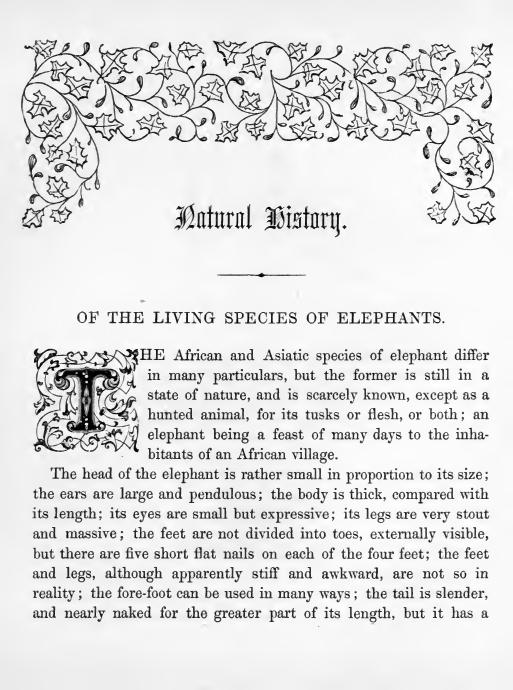 Natural History.
OF THE LIVING SPECIES OF ELEPHANTS.
THE African and Asiatic species of elephant differ
in many particulars, but the former is still in a
state of nature, and is scarcely known, except as a
hunted animal, for its tusks or flesh, or both; an
elephant being a feast of many days to the inha-
bitants of an African village.
The head of the elephant is rather small in proportion to its size;
the ears are large and pendulous; the body is thick, compared with
its length; its eyes are small but expressive; its legs are very stout
and massive; the feet are not divided into toes, externally visible,
but there are five short flat nails on each of the four feet; the feet
and legs, although apparently stiff and awkward, are not so in
reality; the fore-foot can be used in many ways; the tail is slender,
and nearly naked for the greater part of its length, but it has a